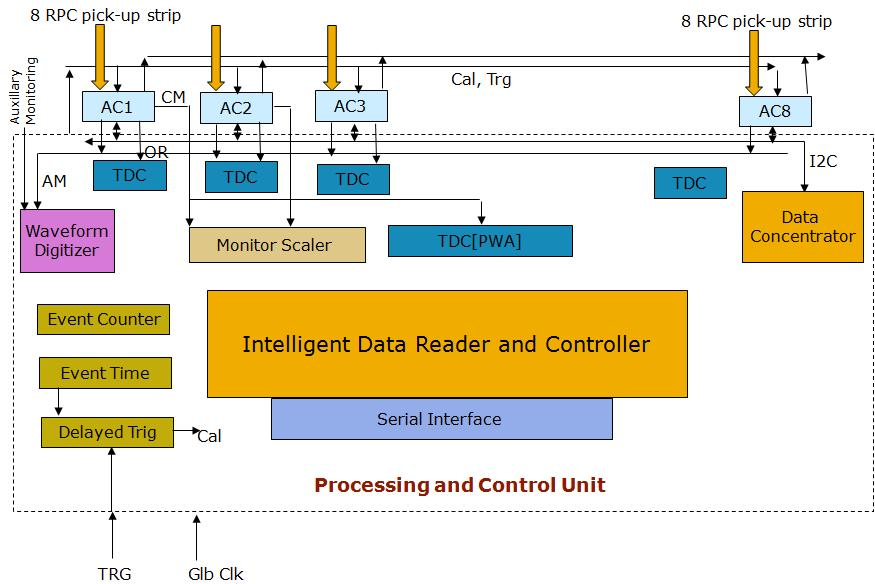 8 RPC pick-up strip
8 RPC pick-up strip
Auxillary
Monitoring
Cal, Trg
AC1
CM
AC2
AC3
AC8
OR
I2C
AM
TDC
TDC
TDC
TDC
Waveform
Digitizer
Monitor Scaler
TDC[PWA]
Data
Concentrator
Event Counter
Intelligent Data Reader and Controller
Event Time
Serial Interface
Delayed Trig
Cal
Processing and Control Unit
TRG
Glb Clk